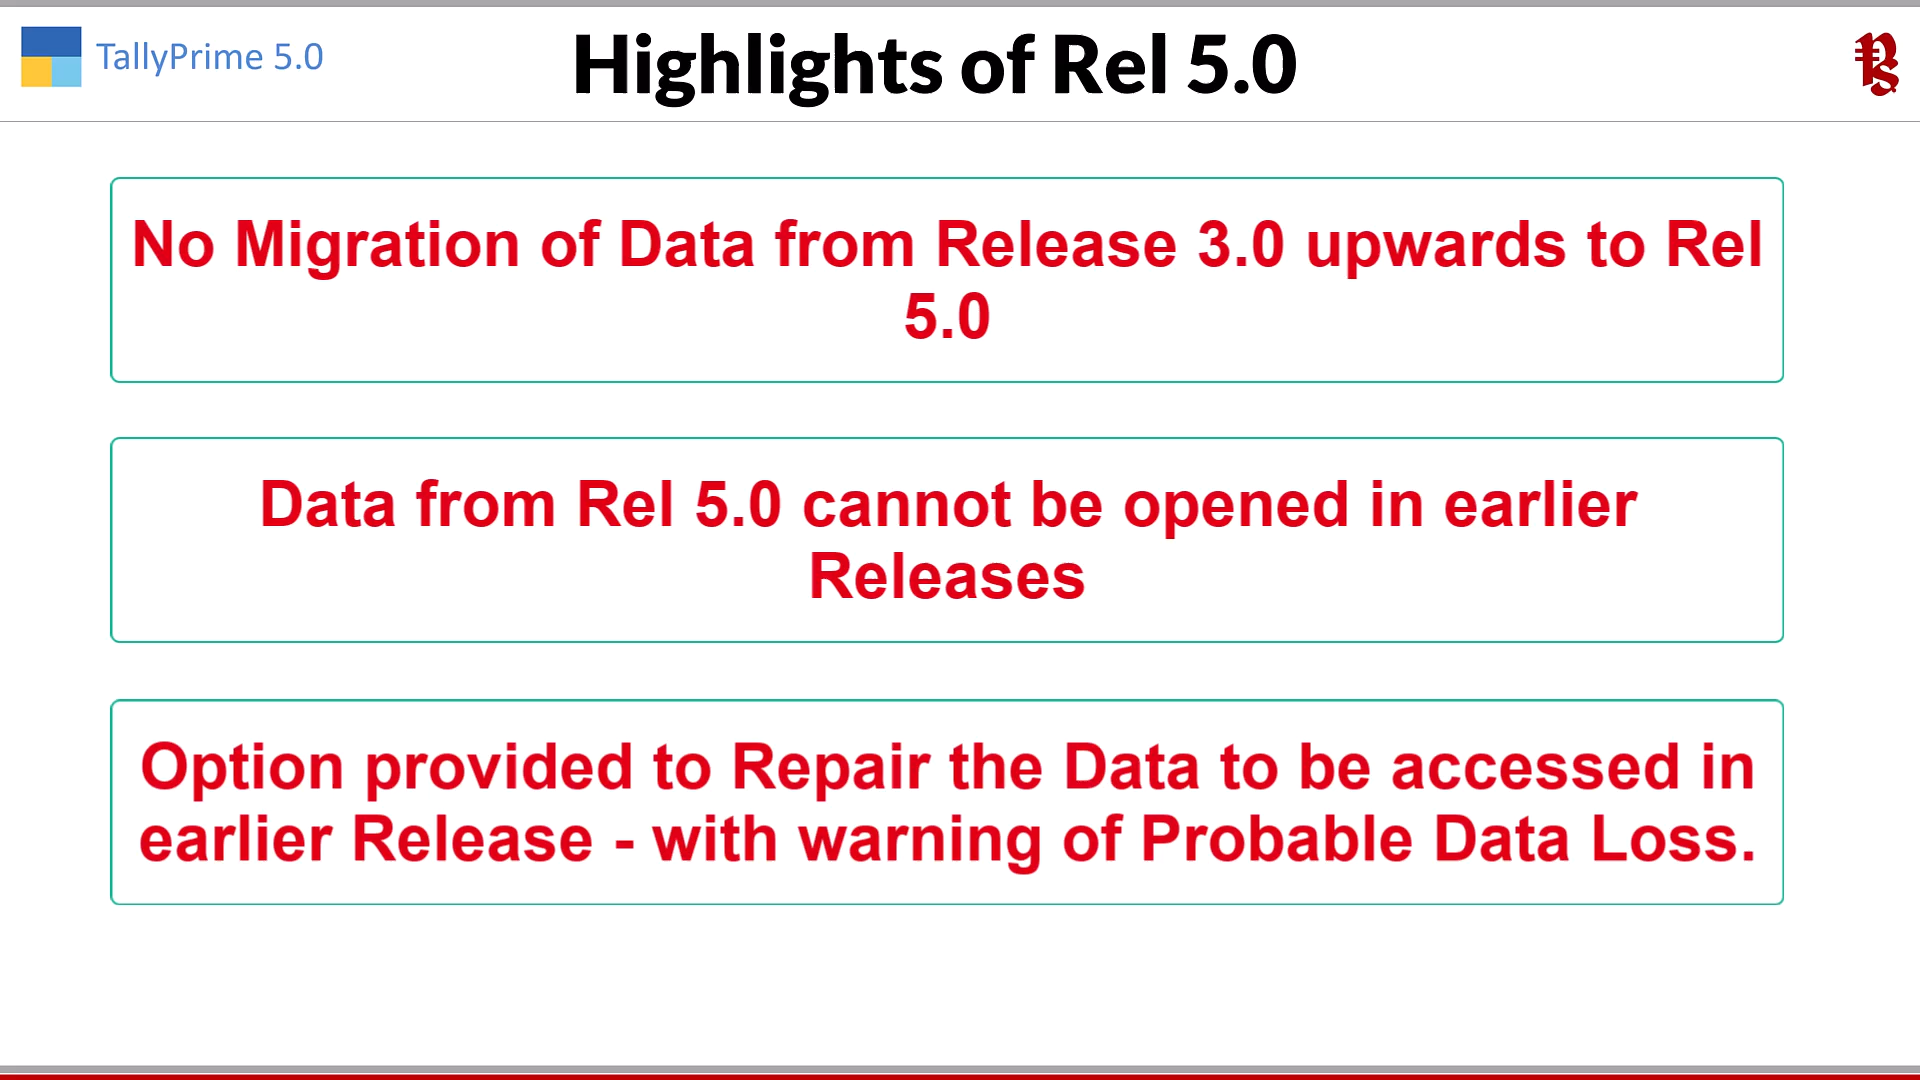 TallyPrime 5.0
Highlights of Rel 5.0
No Migration of Data from Release 3.0 upwards to Rel
5.0
Data from Rel 5.0 cannot be opened in earlier
Releases
Option provided to Repair the Data to be accessed in
earlier Release - with warning of Probable Data Loss.